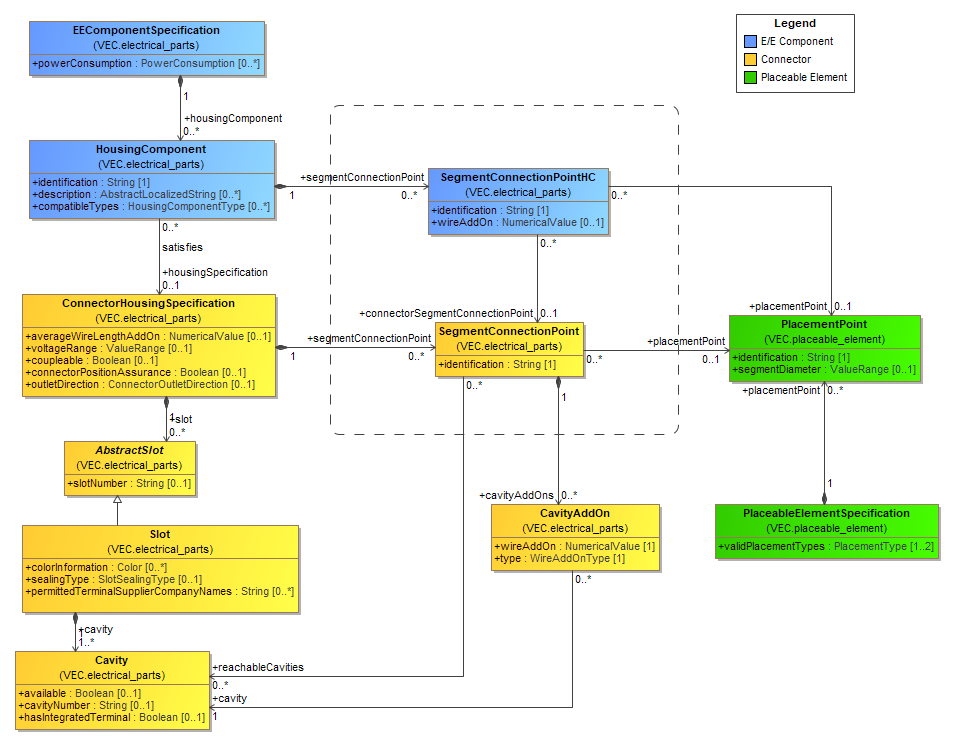 Legend
E/E Component
Connector
Placeable Element
EEComponentSpecification
(VEC.electrical_parts)
+powerConsumption : PowerConsumption [0..*]
1
+housingComponent
0..*
HousingComponent
(VEC.electrical_parts)
+identification : String [1]
+description : AbstractLocalizedString [0..*]
+compatibleTypes : HousingComponentType [0..*]
1
+segmentConnectionPoint
0..*
SegmentConnectionPointHC
(VEC.electrical_parts)
+identification : String [1]
+wireAddOn : NumericalValue [0..1]
0..*
0..*
satisfies
+housingSpecification
0..1
0..*
+connectorSegmentConnectionPoint
0..1
+placementPoint
0..1
ConnectorHousingSpecification
(VEC.electrical_parts)
+averageWireLengthAddOn : NumericalValue [0..1]
+voltageRange : ValueRange [0..1]
+coupleable : Boolean [0..1]
+connectorPositionAssurance : Boolean [0..1]
+outletDirection : ConnectorOutletDirection [0..1]
1
+segmentConnectionPoint
0..*
SegmentConnectionPoint
(VEC.electrical_parts)
+identification : String [1]
0..*
+placementPoint
0..1
PlacementPoint
(VEC.placeable_element)
+identification : String [1]
+segmentDiameter : ValueRange [0..1]
+placementPoint
0..*
1
+slot
0..*
0..*
1
AbstractSlot
(VEC.electrical_parts)
+slotNumber : String [0..1]
+cavityAddOns
0..*
1
Slot
(VEC.electrical_parts)
+colorInformation : Color [0..*]
+sealingType : SlotSealingType [0..1]
+permittedTerminalSupplierCompanyNames : String [0..*]
CavityAddOn
(VEC.electrical_parts)
+wireAddOn : NumericalValue [1]
+type : WireAddOnType [1]
PlaceableElementSpecification
(VEC.placeable_element)
+validPlacementTypes : PlacementType [1..2]
0..*
1
+cavity
1..*
Cavity
(VEC.electrical_parts)
+available : Boolean [0..1]
+cavityNumber : String [0..1]
+hasIntegratedTerminal : Boolean [0..1]
+reachableCavities
0..*
+cavity
1